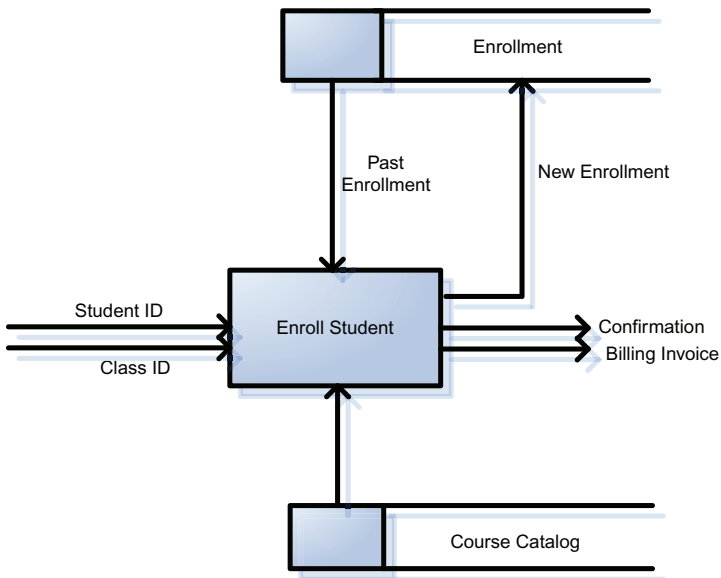 Enrollment
Past
Enrollment
New Enrollment
Student ID
Enroll Student
Confirmation
Billing Invoice
Class ID
Course Catalog